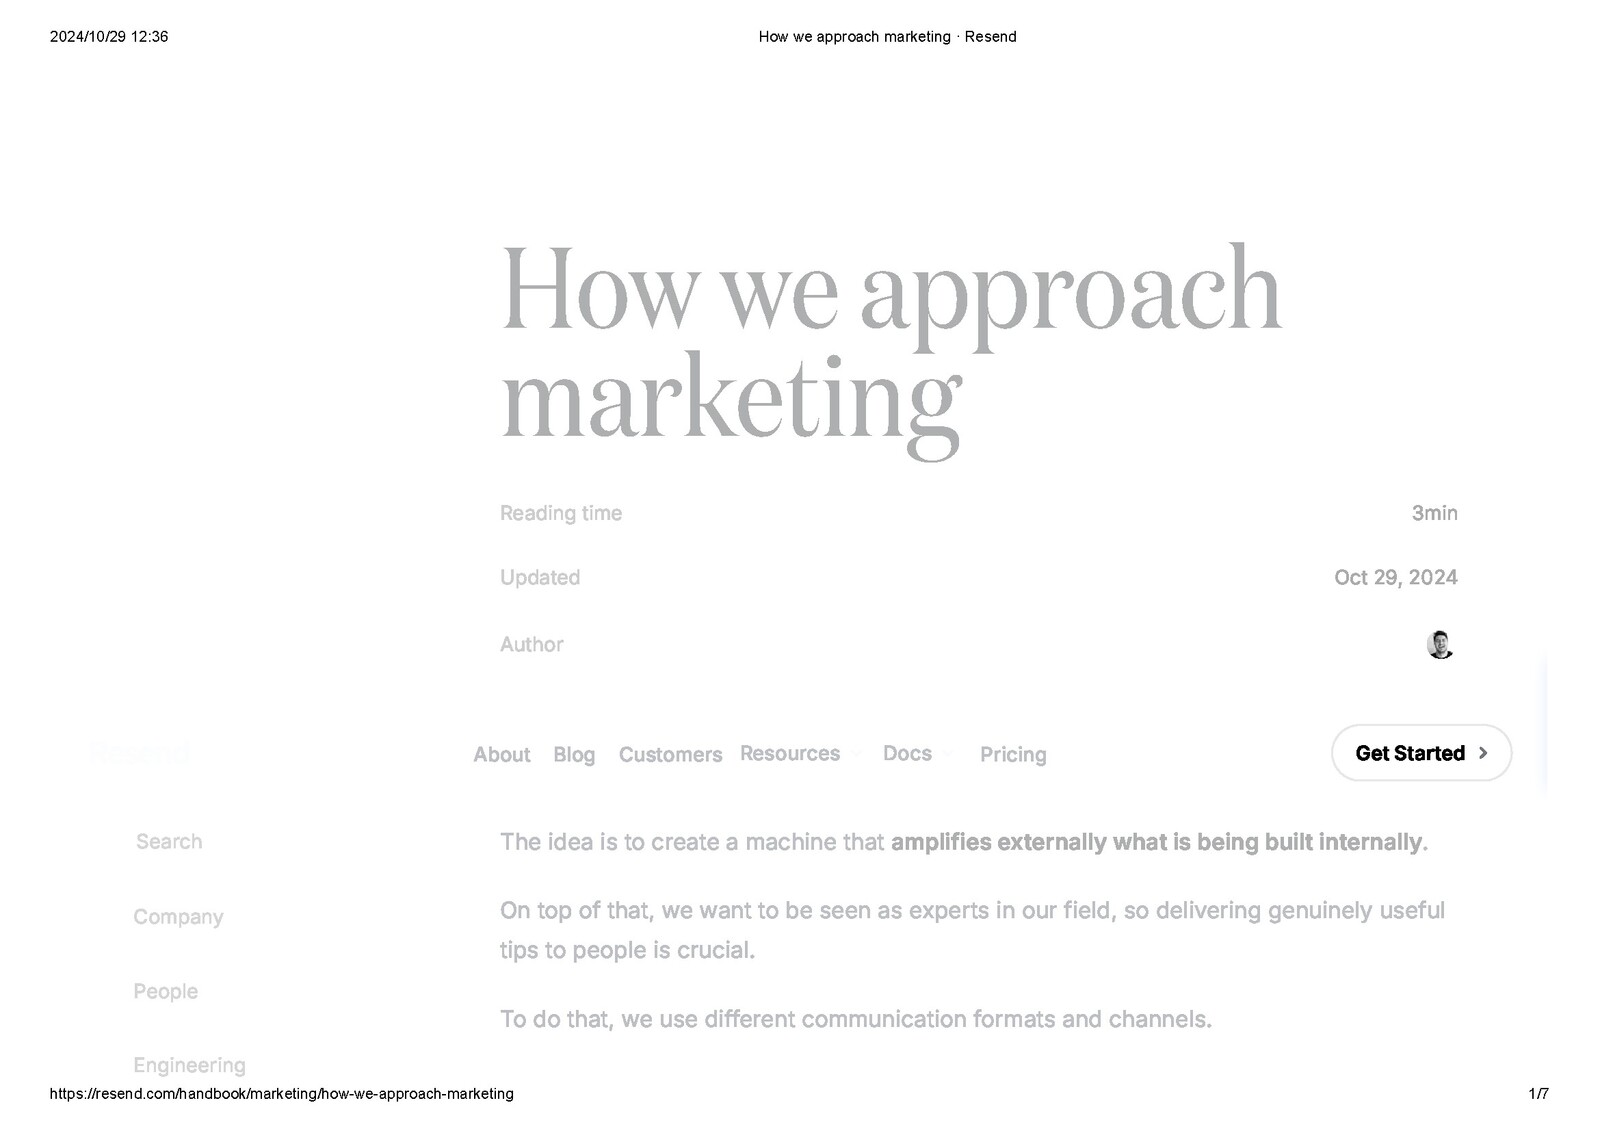 2024/10/29 12:36
How we approach marketing · Resend
How we approach
marketing
Reading time
3min
Updated
Oct 29, 2024
Author
Resend
About
Blog
Customers
Resources
Docs
Pricing
Get Started
Search
Company
People
Engineering
The idea is to create a machine that amplifies externally what is being built internally.
On top of that, we want to be seen as experts in our field, so delivering genuinely useful
tips to people is crucial.
To do that, we use different communication formats and channels.
https://resend.com/handbook/marketing/how-we-approach-marketing
1/7